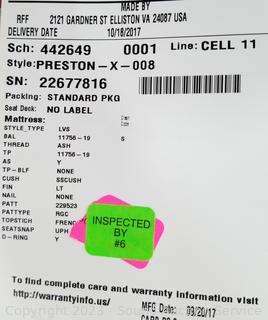 MADE BY
RFF 2121 GARDNER ST ELLISTON VA 24087 USA
DELIVERY DATE 10/18/2017
Sch: 442649 0001 Line: CELL 11
Style: PRESTON-X-008
SN: 22677816
Packing: STANDARD PKG
Seat Deck: NO LABEL
Mattress: D
STYLE_TYPE LVS
BAL 11756-19 S
THREAD ASH
TP 11756-19
AS Y
TP-BLF NONE
CUSH SSCUSH
FIN LT
NAIL NONE
PATT 229523
PATTYPE RGC
TOPSTICH FRENC
SEATSNAP UPH
D-RING Y
INSPECTED
BY
#6
To find complete care and warranty information visit
http://warrantyinfo.us/
MFG Date: 09/20/17
Copyright 2023